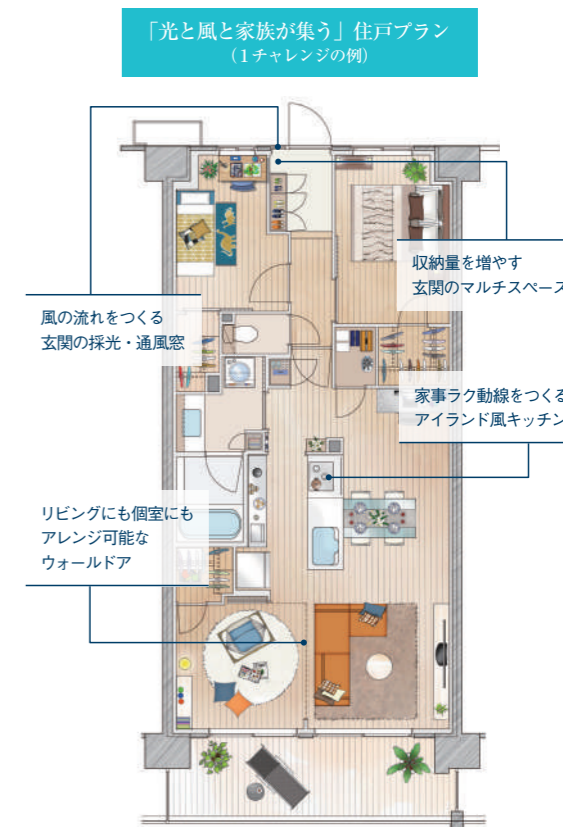 「光と風と家族が集う」住戸プラン
(1チャレンジの例)
収納量を増やす
玄関のマルチスペース
風の流れをつくる
玄関の採光・通風窓
家事ラク動線をつくる
アイランド風キッチン
リビングにも個室にも
アレンジ可能な
ウォールドア